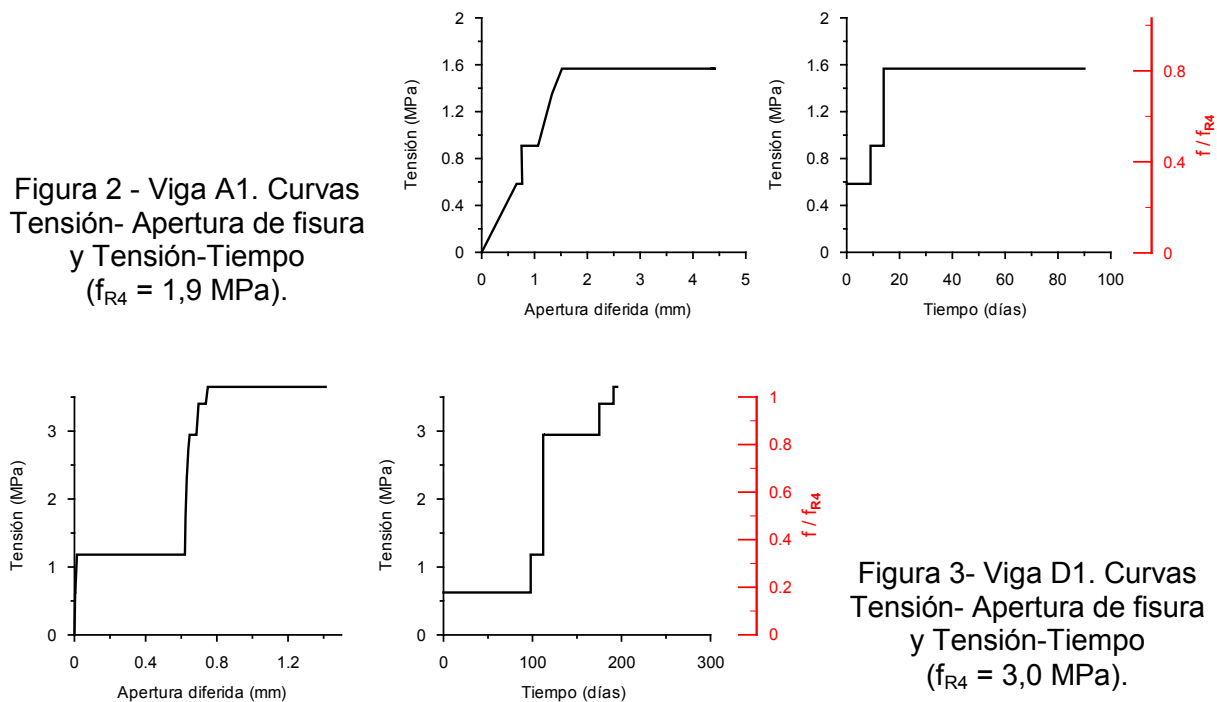 Figura 2 - Viga A1. Curvas
Tensión- Apertura de fisura
y Tensión-Tiempo
(fR4 = 1,9 MPa).
Tensión (MPa)
2
1.6
1.2
0.8
0.4
0
0 1 2 3 4 5
Apertura diferida (mm)
Tensión (MPa)
2
1.6
1.2
0.8
0.4
0
0 20 40 60 80 100
Tiempo (días)
0.8
0.4
0
f / fR4
Tensión (MPa)
3
2
1
0
0 0.4 0.8 1.2
Apertura diferida (mm)
Tensión (MPa)
3
2
1
0
0 100 200 300
Tiempo (días)
1
0.8
0.6
0.4
0.2
0
f / fR4
Figura 3- Viga D1. Curvas
Tensión- Apertura de fisura
y Tensión-Tiempo
(fR4 = 3,0 MPa).